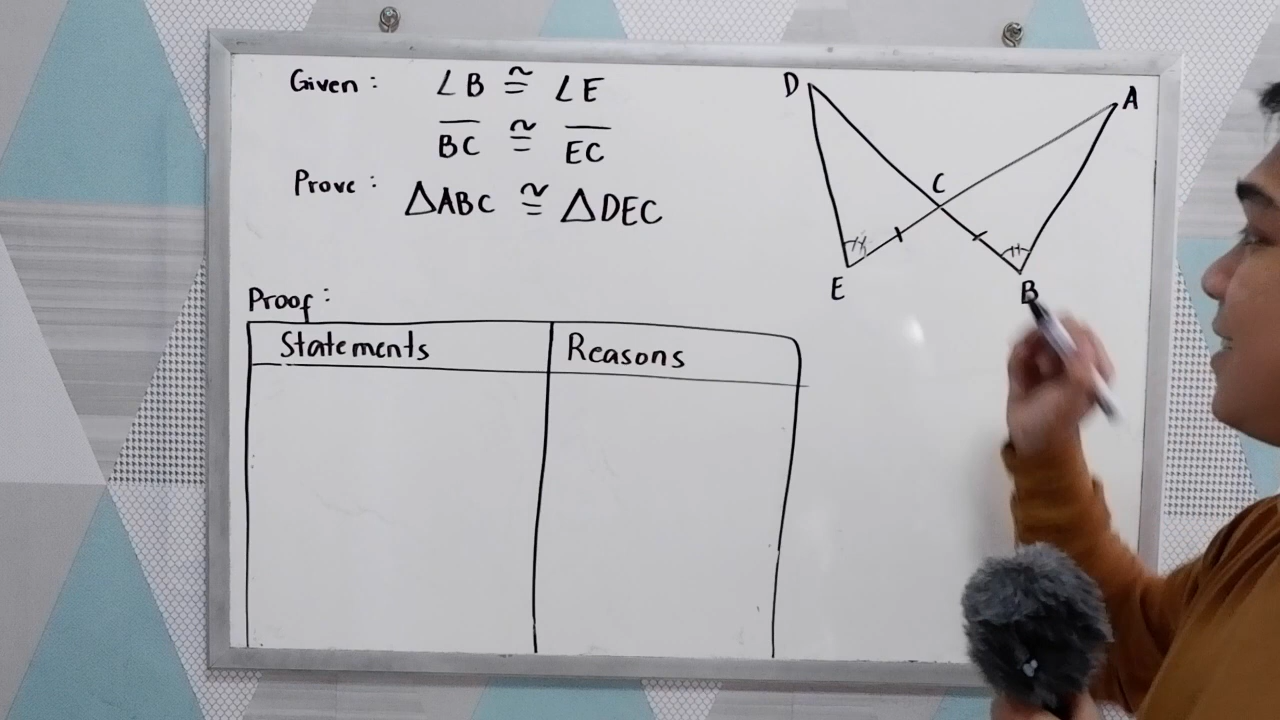 Given : ∠B ≅ ∠E
BC ≅ EC
Prove : △ABC ≅ △DEC
D
A
C
E
B
Proof :
Statements
Reasons